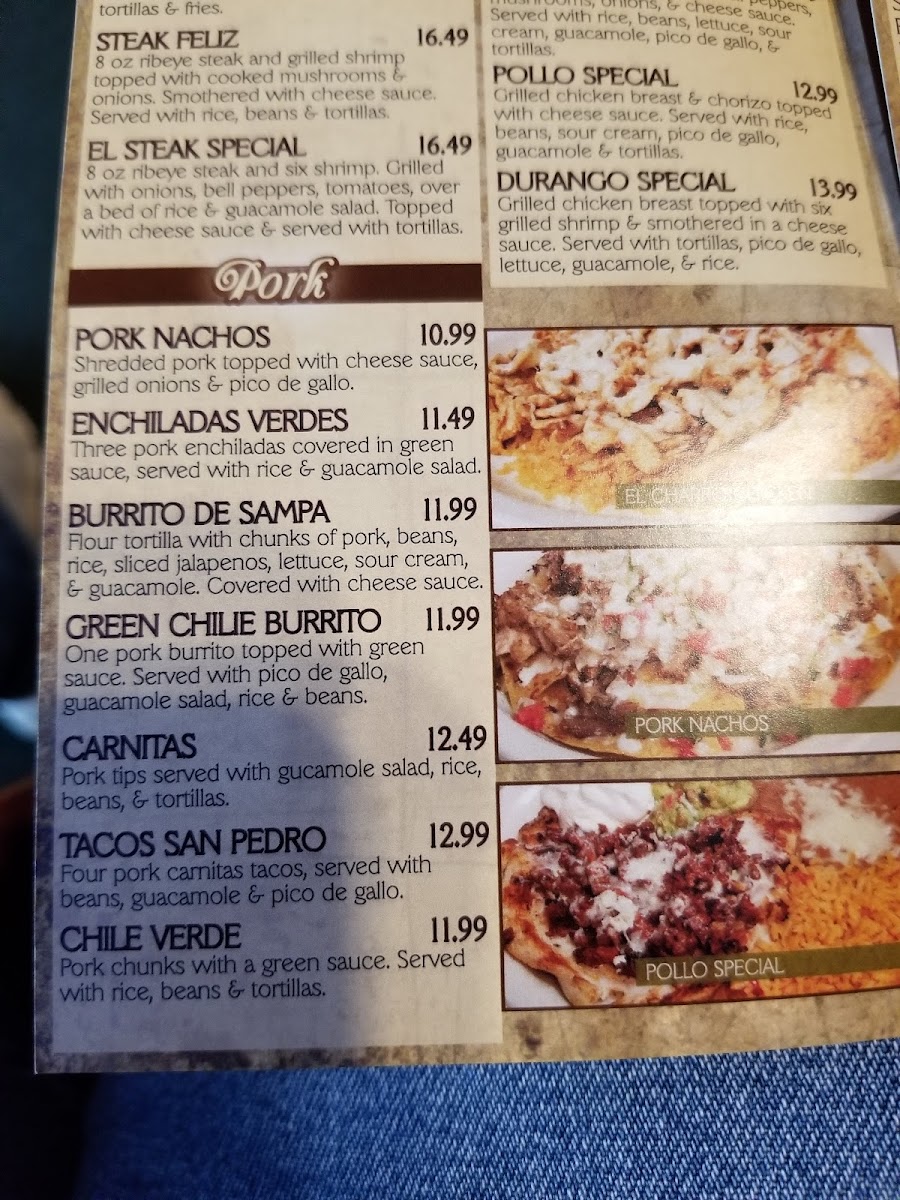 tortillas & fries.
STEAK FELIZ 16.49
8 oz ribeye steak and grilled shrimp
topped with cooked mushrooms &
onions. Smothered with cheese sauce.
Served with rice, beans & tortillas.
EL STEAK SPECIAL 16.49
8 oz ribeye steak and six shrimp. Grilled
with onions, bell peppers, tomatoes, over
a bed of rice & guacamole salad. Topped
with cheese sauce & served with tortillas.
Pork
PORK NACHOS 10.99
Shredded pork topped with cheese sauce,
grilled onions & pico de gallo.
ENCHILADAS VERDES 11.49
Three pork enchiladas covered in green
sauce, served with rice & guacamole salad.
BURRITO DE SAMPA 11.99
Flour tortilla with chunks of pork, beans,
rice, sliced jalapenos, lettuce, sour cream,
& guacamole. Covered with cheese sauce.
GREEN CHILIE BURRITO 11.99
One pork burrito topped with green
sauce. Served with pico de gallo,
guacamole salad, rice & beans.
CARNITAS 12.49
Pork tips served with gucamole salad, rice,
beans, & tortillas.
TACOS SAN PEDRO 12.99
Four pork carnitas tacos, served with
beans, guacamole & pico de gallo.
CHILE VERDE 11.99
Pork chunks with a green sauce. Served
with rice, beans & tortillas.
mushrooms, onions, & cheese sauce. peppers,
Served with rice, beans, lettuce, sour
cream, guacamole, pico de gallo, &
tortillas.
POLLO SPECIAL 12.99
Grilled chicken breast & chorizo topped
with cheese sauce. Served with rice,
beans, sour cream, pico de gallo,
guacamole & tortillas.
DURANGO SPECIAL 13.99
Grilled chicken breast topped with six
grilled shrimp & smothered in a cheese
sauce. Served with tortillas, pico de gallo,
lettuce, guacamole, & rice.
EL CHARRO CHICKEN
PORK NACHOS
POLLO SPECIAL